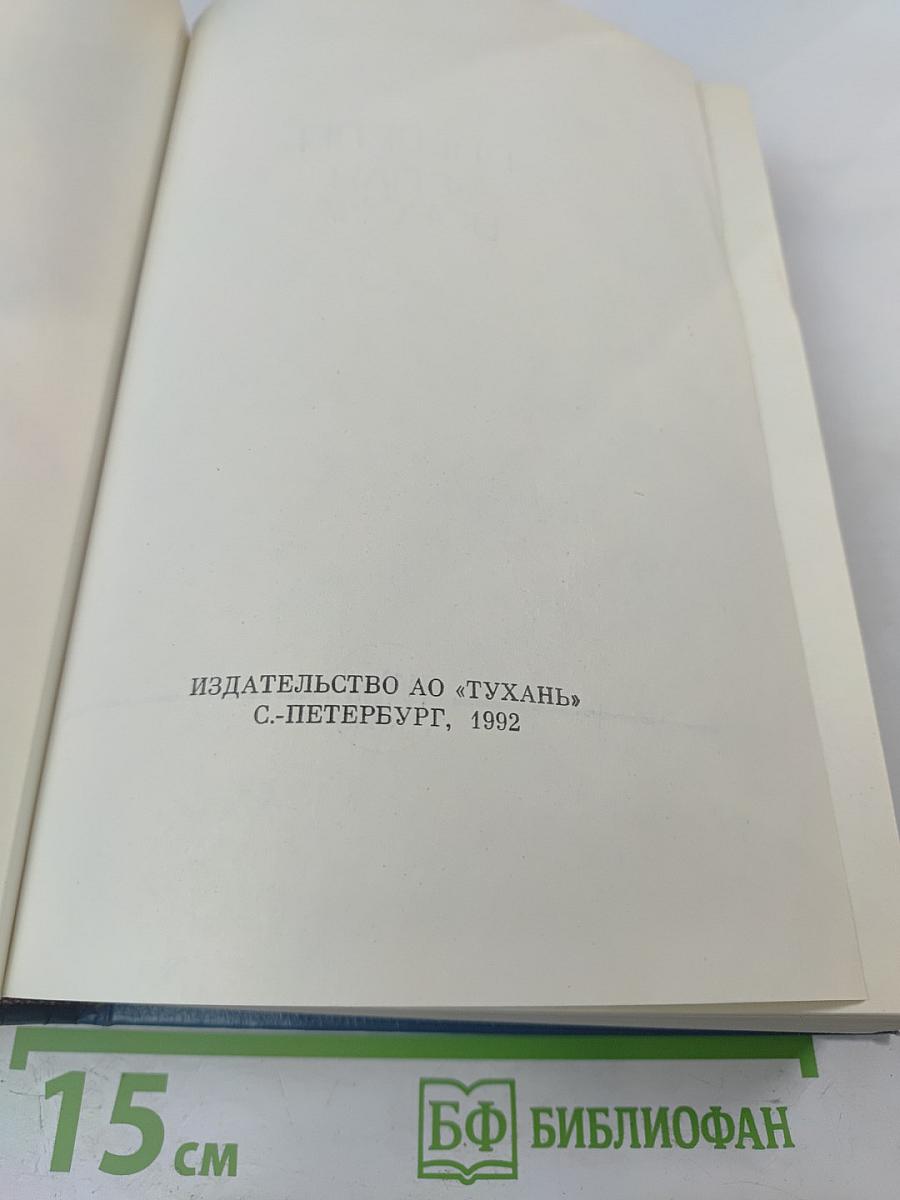 ИЗДАТЕЛЬСТВО АО «ТУХАНЬ»
С.-ПЕТЕРБУРГ, 1992
15 см
БФ БИБЛИОФАН